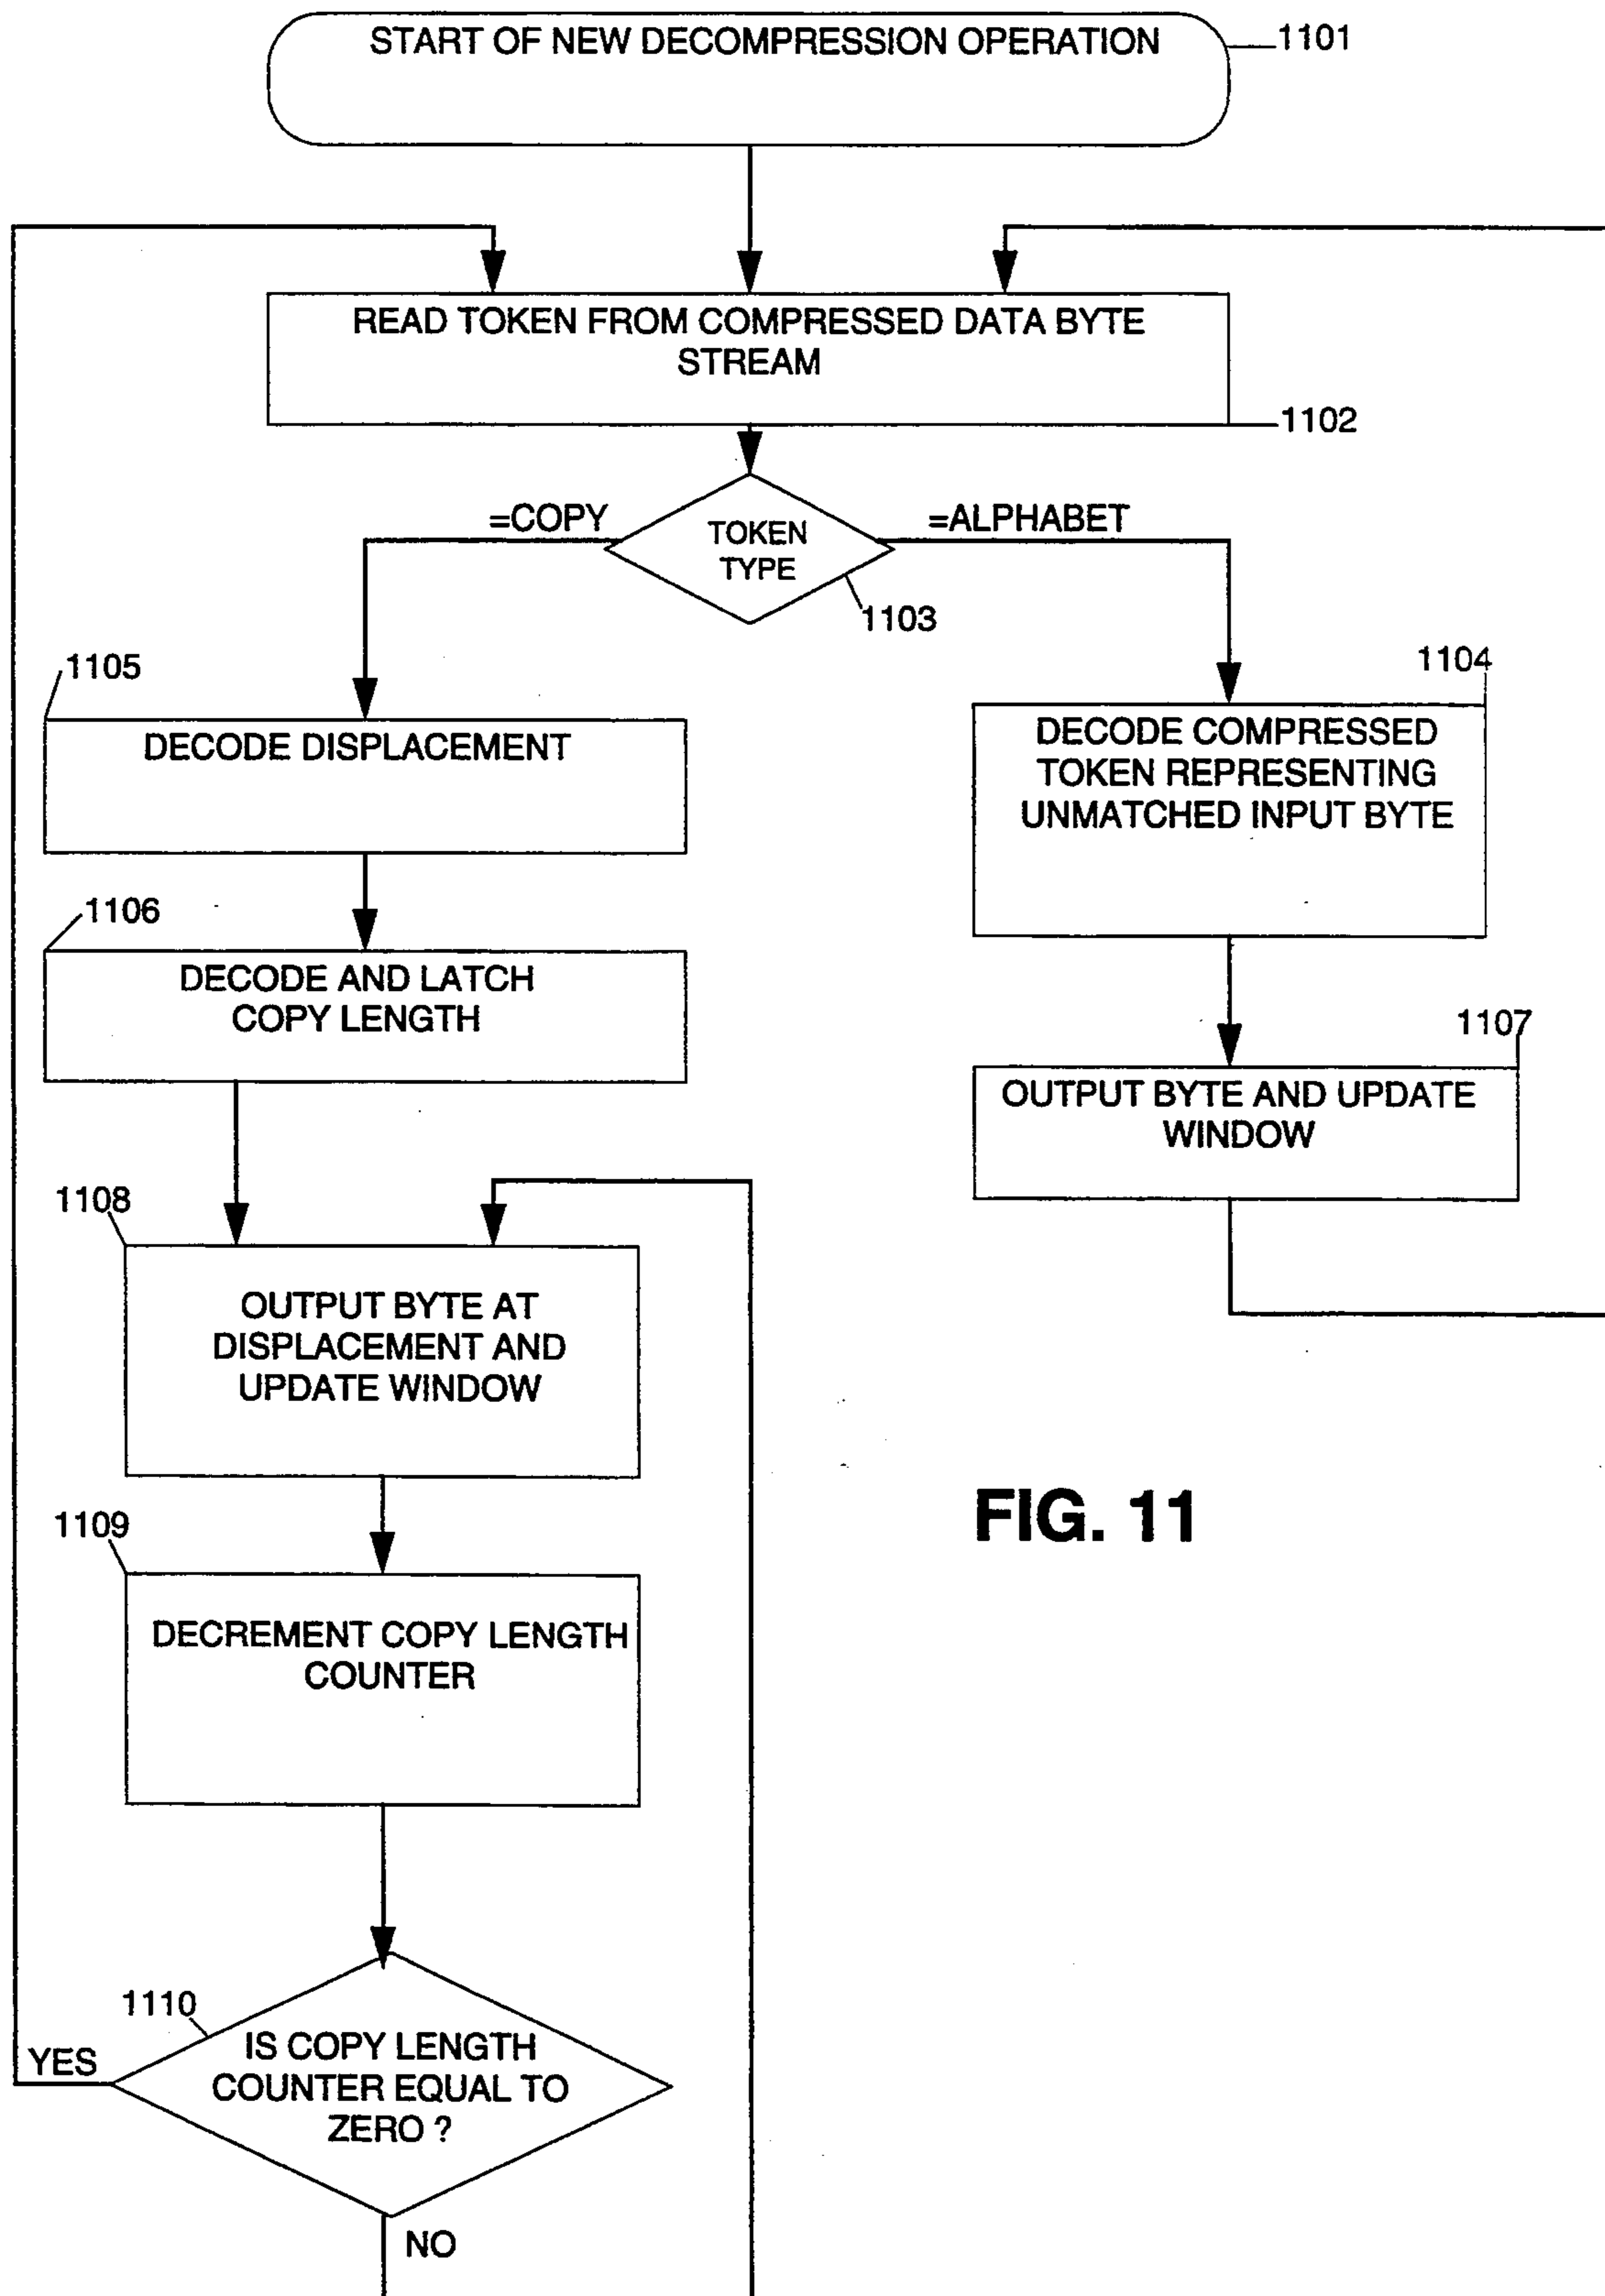 START OF NEW DECOMPRESSION OPERATION
1101
READ TOKEN FROM COMPRESSED DATA BYTE
STREAM
1102
=COPY
TOKEN
TYPE
=ALPHABET
1103
1105
DECODE DISPLACEMENT
1104
DECODE COMPRESSED
TOKEN REPRESENTING
UNMATCHED INPUT BYTE
1106
DECODE AND LATCH
COPY LENGTH
1107
OUTPUT BYTE AND UPDATE
WINDOW
1108
OUTPUT BYTE AT
DISPLACEMENT AND
UPDATE WINDOW
FIG. 11
1109
DECREMENT COPY LENGTH
COUNTER
1110
IS COPY LENGTH
COUNTER EQUAL TO
ZERO ?
YES
NO